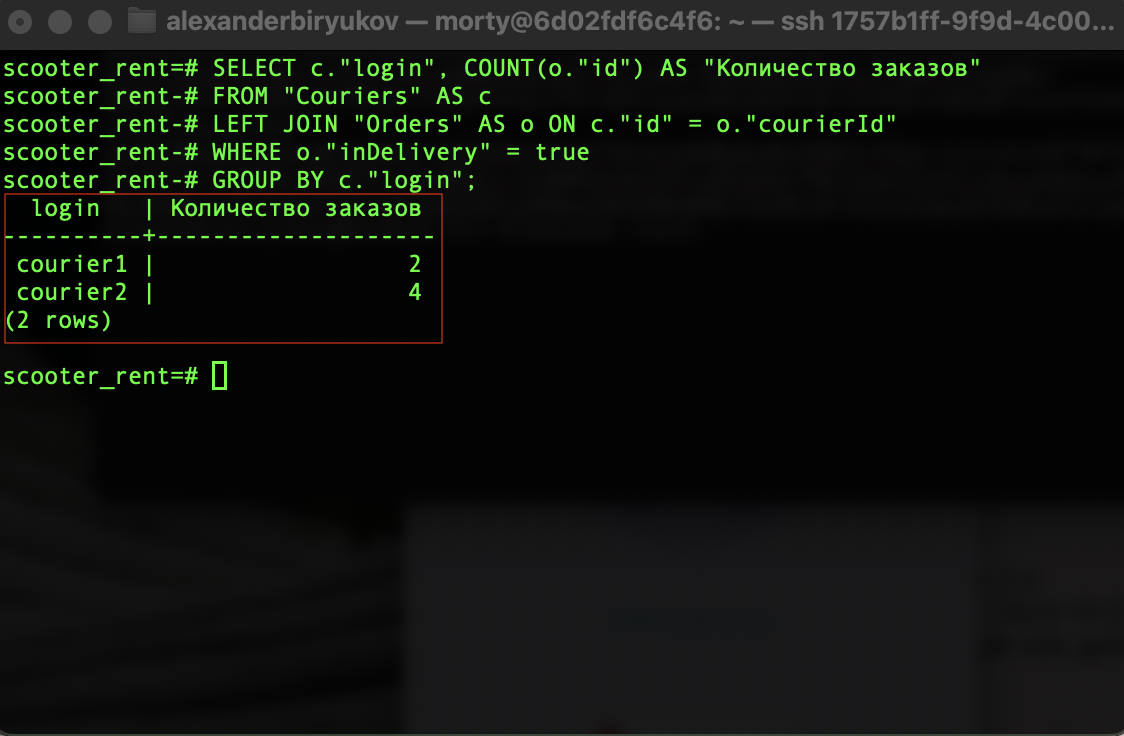 alexanderbiryukov — morty@6d02fdf6c4f6: ~ — ssh 1757b1ff-9f9d-4c00...
scooter_rent=# SELECT c."login", COUNT(o."id") AS "Количество заказов"
scooter_rent-# FROM "Couriers" AS c
scooter_rent-# LEFT JOIN "Orders" AS o ON c."id" = o."courierId"
scooter_rent-# WHERE o."inDelivery" = true
scooter_rent-# GROUP BY c."login";
  login   | Количество заказов
----------+--------------------
 courier1 |                  2
 courier2 |                  4
(2 rows)
scooter_rent=#